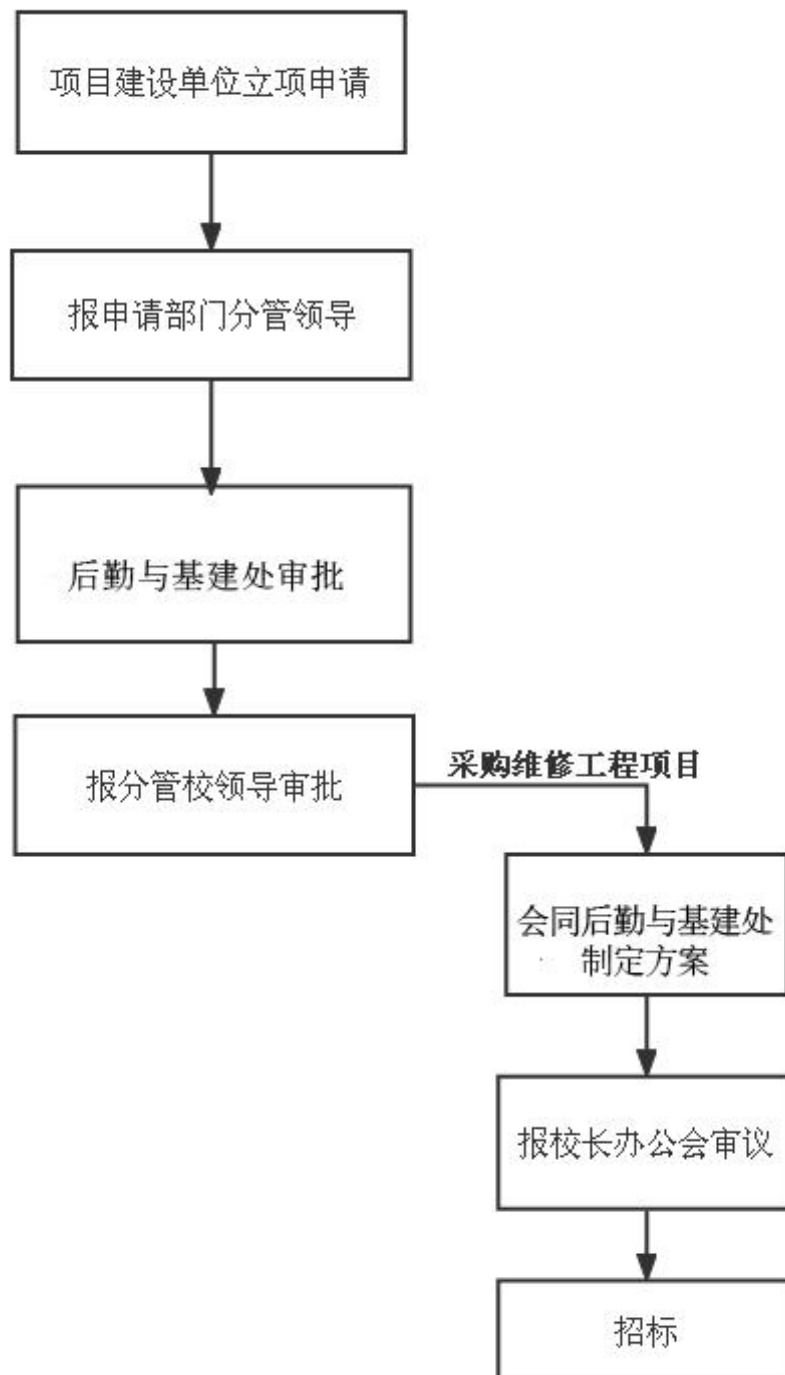 项目建设单位立项申请
报申请部门分管领导
后勤与基建处审批
报分管校领导审批
采购维修工程项目
会同后勤与基建处
制定方案
报校长办公会审议
招标